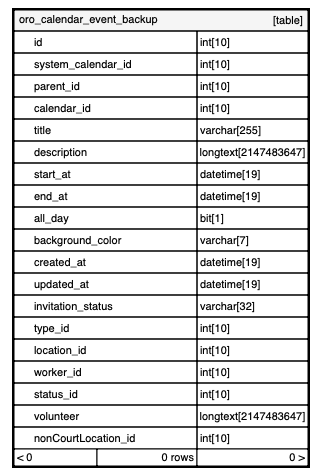 oro_calendar_event_backup [table]
id int[10]
system_calendar_id int[10]
parent_id int[10]
calendar_id int[10]
title varchar[255]
description longtext[2147483647]
start_at datetime[19]
end_at datetime[19]
all_day bit[1]
background_color varchar[7]
created_at datetime[19]
updated_at datetime[19]
invitation_status varchar[32]
type_id int[10]
location_id int[10]
worker_id int[10]
status_id int[10]
volunteer longtext[2147483647]
nonCourtLocation_id int[10]
< 0 0 rows 0 >